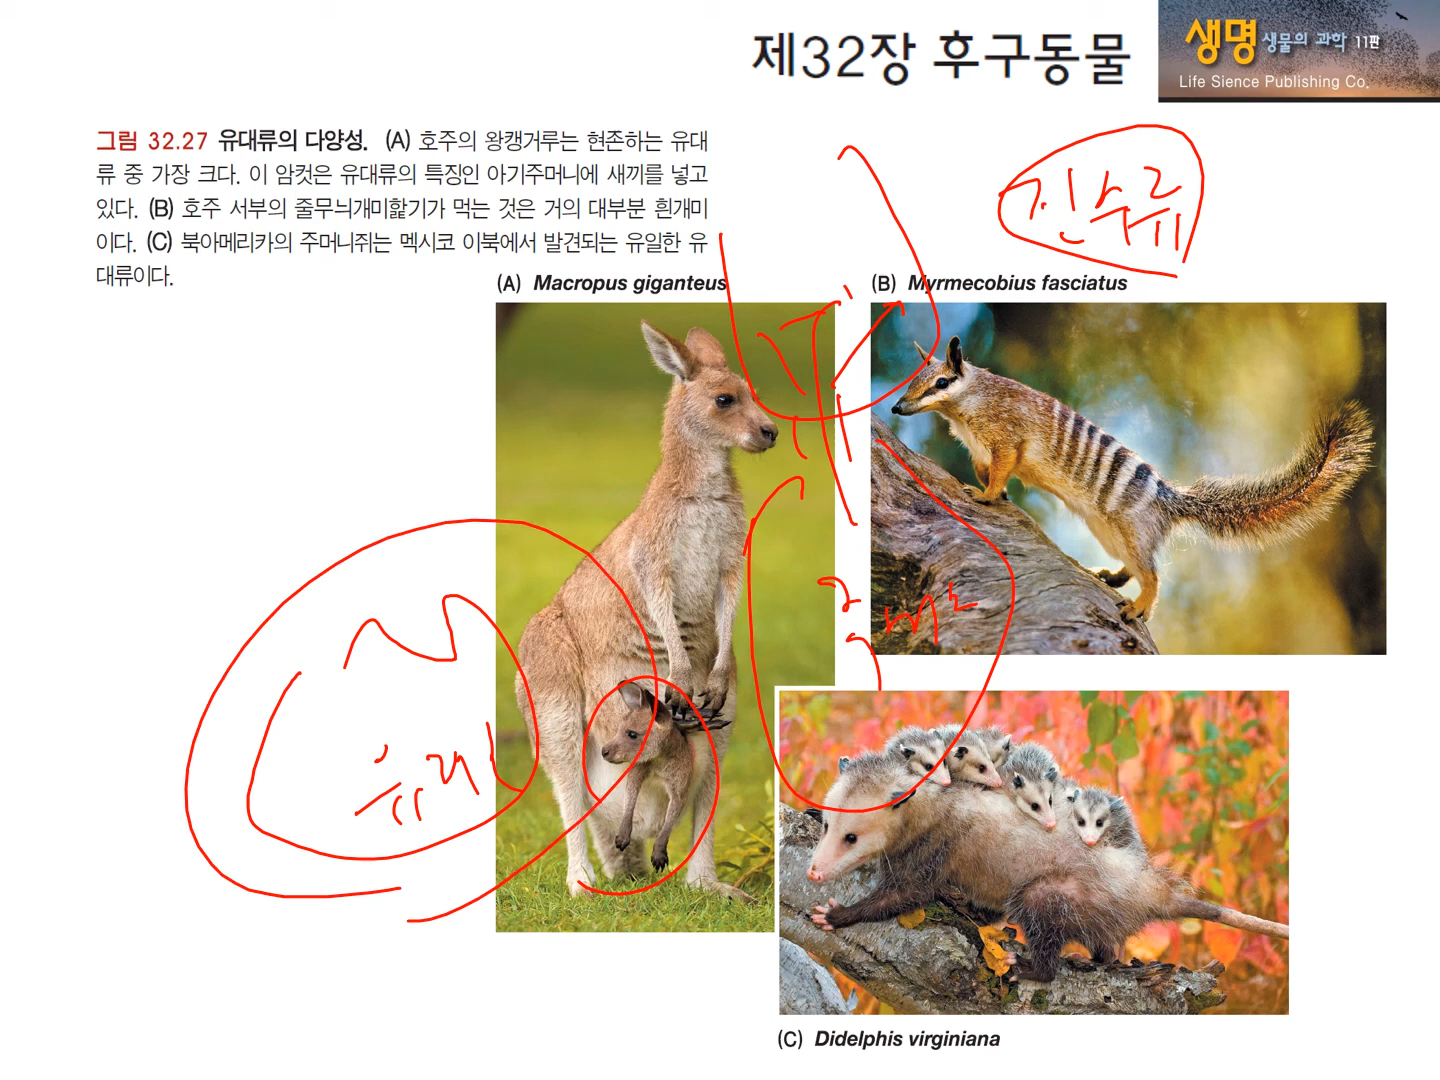 제32장 후구동물
생명 생물의 과학 11판
Life Sience Publishing Co.
그림 32.27 유대류의 다양성. (A) 호주의 왕캥거루는 현존하는 유대
류 중 가장 크다. 이 암컷은 유대류의 특징인 아기주머니에 새끼를 넣고
있다. (B) 호주 서부의 줄무늬개미핥기가 먹는 것은 거의 대부분 흰개미
이다. (C) 북아메리카의 주머니쥐는 멕시코 이북에서 발견되는 유일한 유
대류이다.
진수류
(A) Macropus giganteus
(B) Myrmecobius fasciatus
(C) Didelphis virginiana